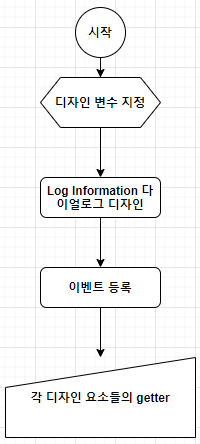 시작
디자인 변수 지정
Log Information 다
이얼로그 디자인
이벤트 등록
각 디자인 요소들의 getter